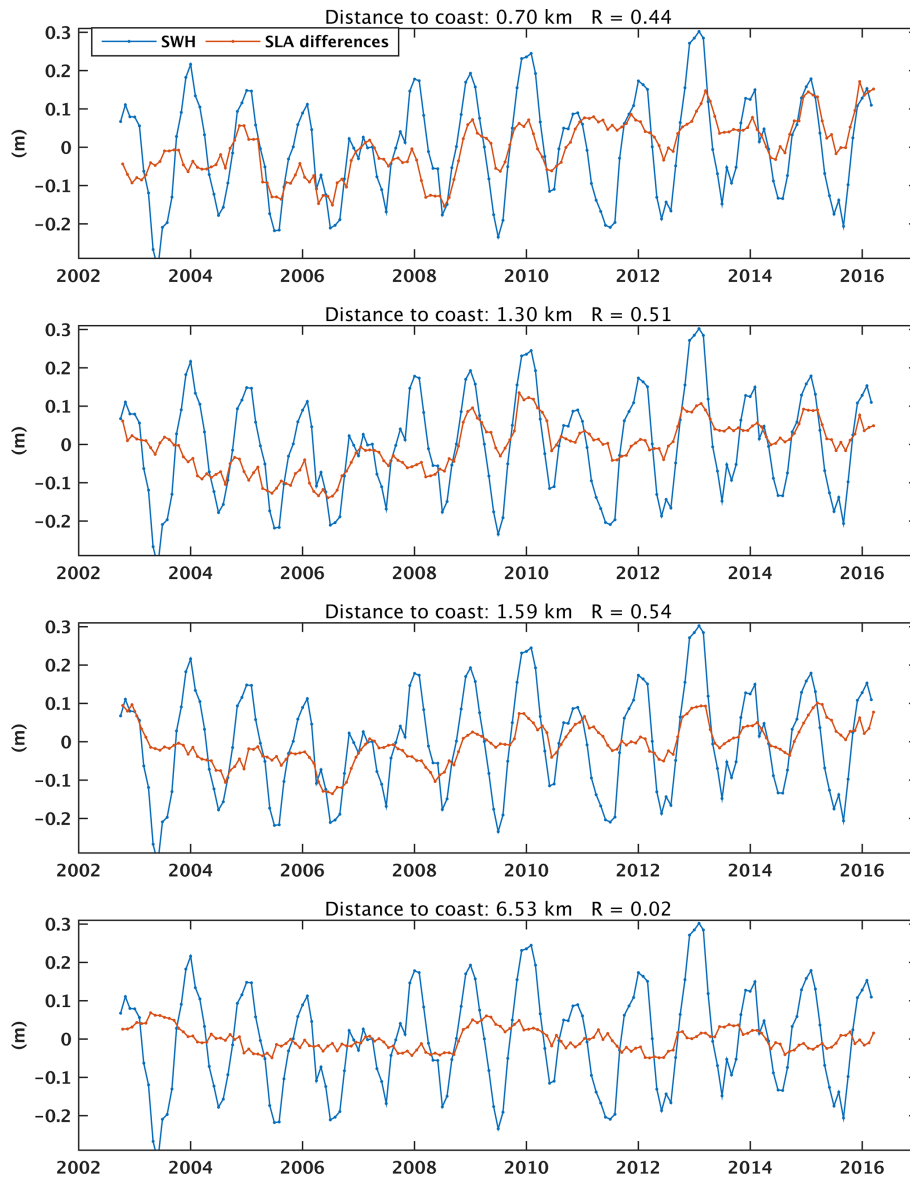 Distance to coast: 0.70 km R = 0.44
SWH SLA differences
0.3
0.2
0.1
0
-0.1
-0.2
(m)
2002 2004 2006 2008 2010 2012 2014 2016
Distance to coast: 1.30 km R = 0.51
0.3
0.2
0.1
0
-0.1
-0.2
(m)
2002 2004 2006 2008 2010 2012 2014 2016
Distance to coast: 1.59 km R = 0.54
0.3
0.2
0.1
0
-0.1
-0.2
(m)
2002 2004 2006 2008 2010 2012 2014 2016
Distance to coast: 6.53 km R = 0.02
0.3
0.2
0.1
0
-0.1
-0.2
(m)
2002 2004 2006 2008 2010 2012 2014 2016